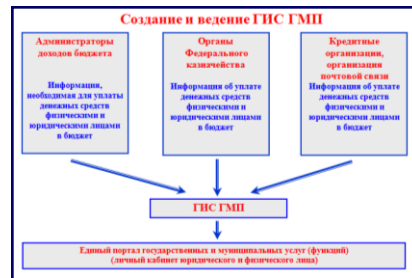 Создание и ведение ГИС ГМП
Администраторы
доходов бюджета
Информация,
необходимая для уплаты
денежных средств
физическими и
юридическими лицами
в бюджет
Органы
Федерального
казначейства
Информация об уплате
денежных средств
физическими и
юридическими лицами
в бюджет
Кредитные
организации,
организация
почтовой связи
Информация об уплате
денежных средств
физическими и
юридическими лицами
в бюджет
ГИС ГМП
Единый портал государственных и муниципальных услуг (функций)
(личный кабинет юридического и физического лица)